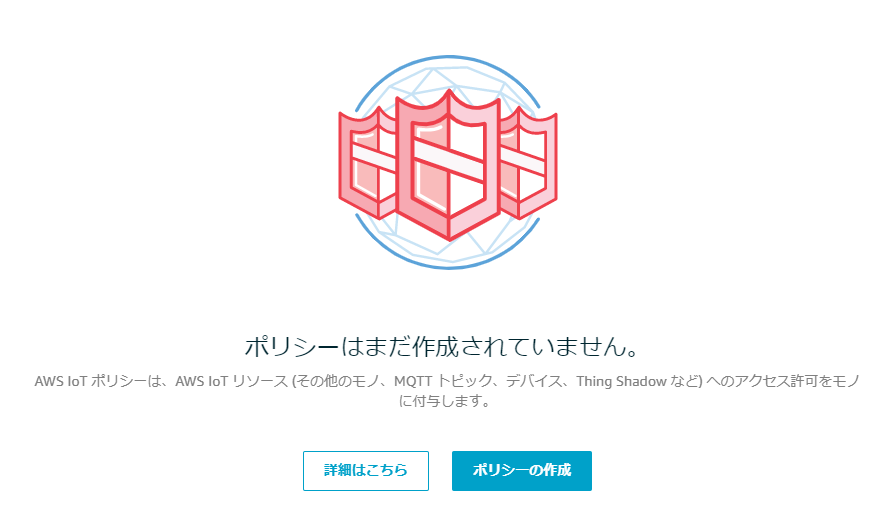 ポリシーはまだ作成されていません。
AWS IoT ポリシーは、AWS IoT リソース (その他のモノ、MQTT トピック、デバイス、Thing Shadow など) へのアクセス許可をモノ
に付与します。
詳細はこちら
ポリシーの作成